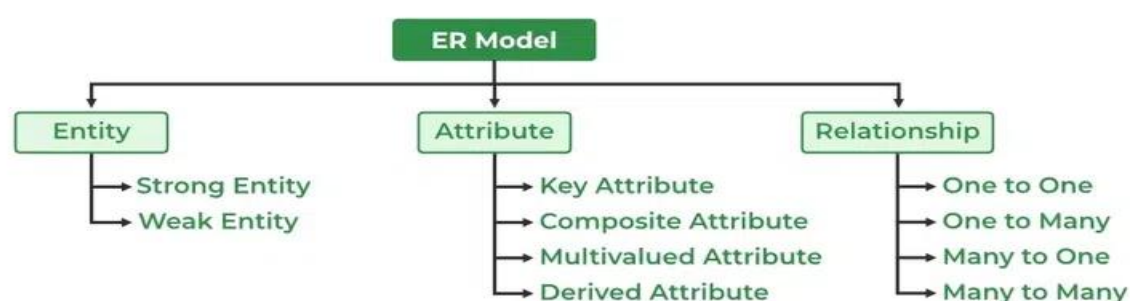 ER Model
Entity
Strong Entity
Weak Entity
Attribute
Key Attribute
Composite Attribute
Multivalued Attribute
Derived Attribute
Relationship
One to One
One to Many
Many to One
Many to Many